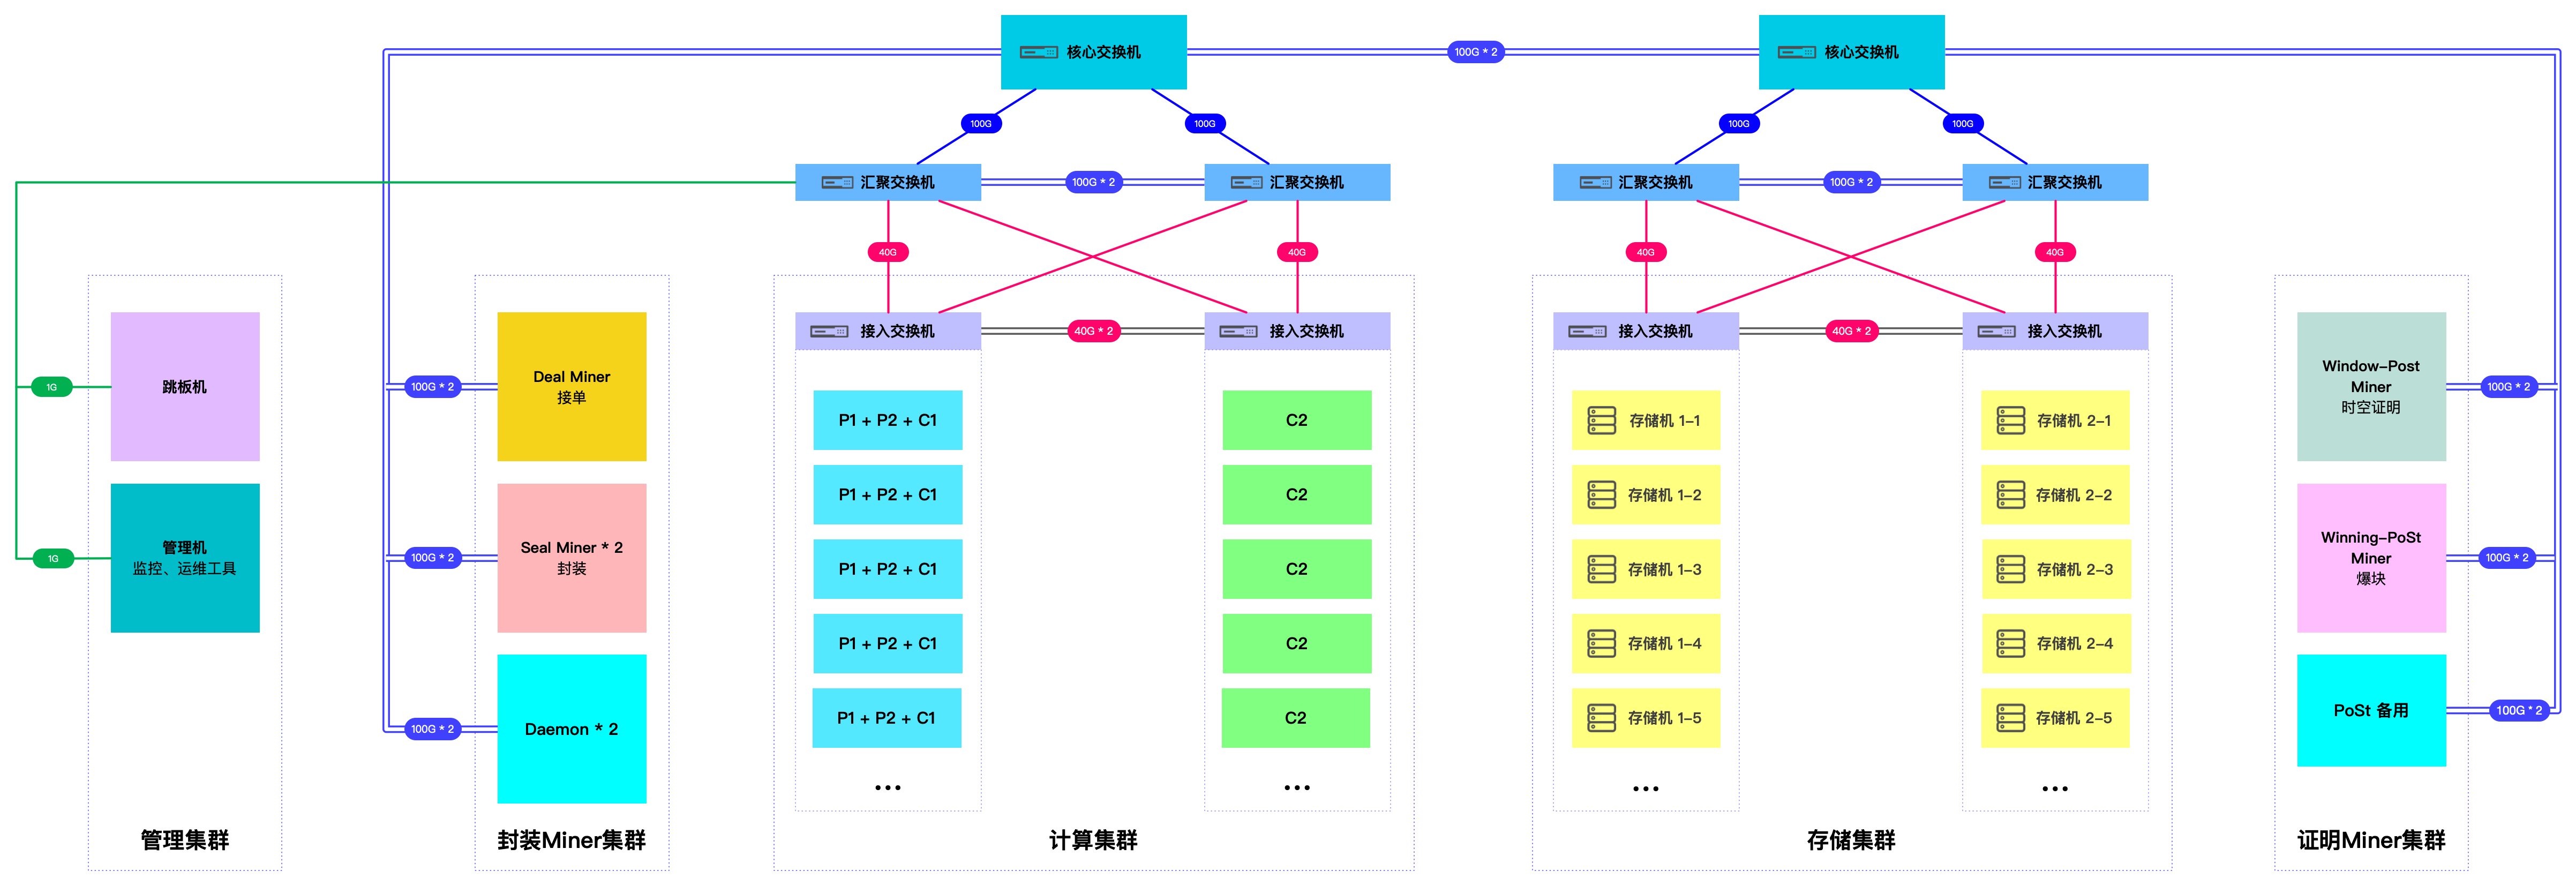 核心交换机
100G * 2
核心交换机
100G
100G
100G
100G
汇聚交换机
100G * 2
汇聚交换机
汇聚交换机
100G * 2
汇聚交换机
40G
40G
40G
40G
接入交换机
40G * 2
接入交换机
接入交换机
40G * 2
接入交换机
1G
跳板机
1G
管理机
监控、运维工具
管理集群
100G * 2
Deal Miner
接单
100G * 2
Seal Miner * 2
封装
100G * 2
Daemon * 2
封装Miner集群
P1 + P2 + C1
P1 + P2 + C1
P1 + P2 + C1
P1 + P2 + C1
P1 + P2 + C1
...
C2
C2
C2
C2
C2
...
计算集群
存储机 1-1
存储机 1-2
存储机 1-3
存储机 1-4
存储机 1-5
...
存储机 2-1
存储机 2-2
存储机 2-3
存储机 2-4
存储机 2-5
...
存储集群
Window-Post
Miner
时空证明
100G * 2
Winning-PoSt
Miner
爆块
100G * 2
PoSt 备用
100G * 2
证明Miner集群